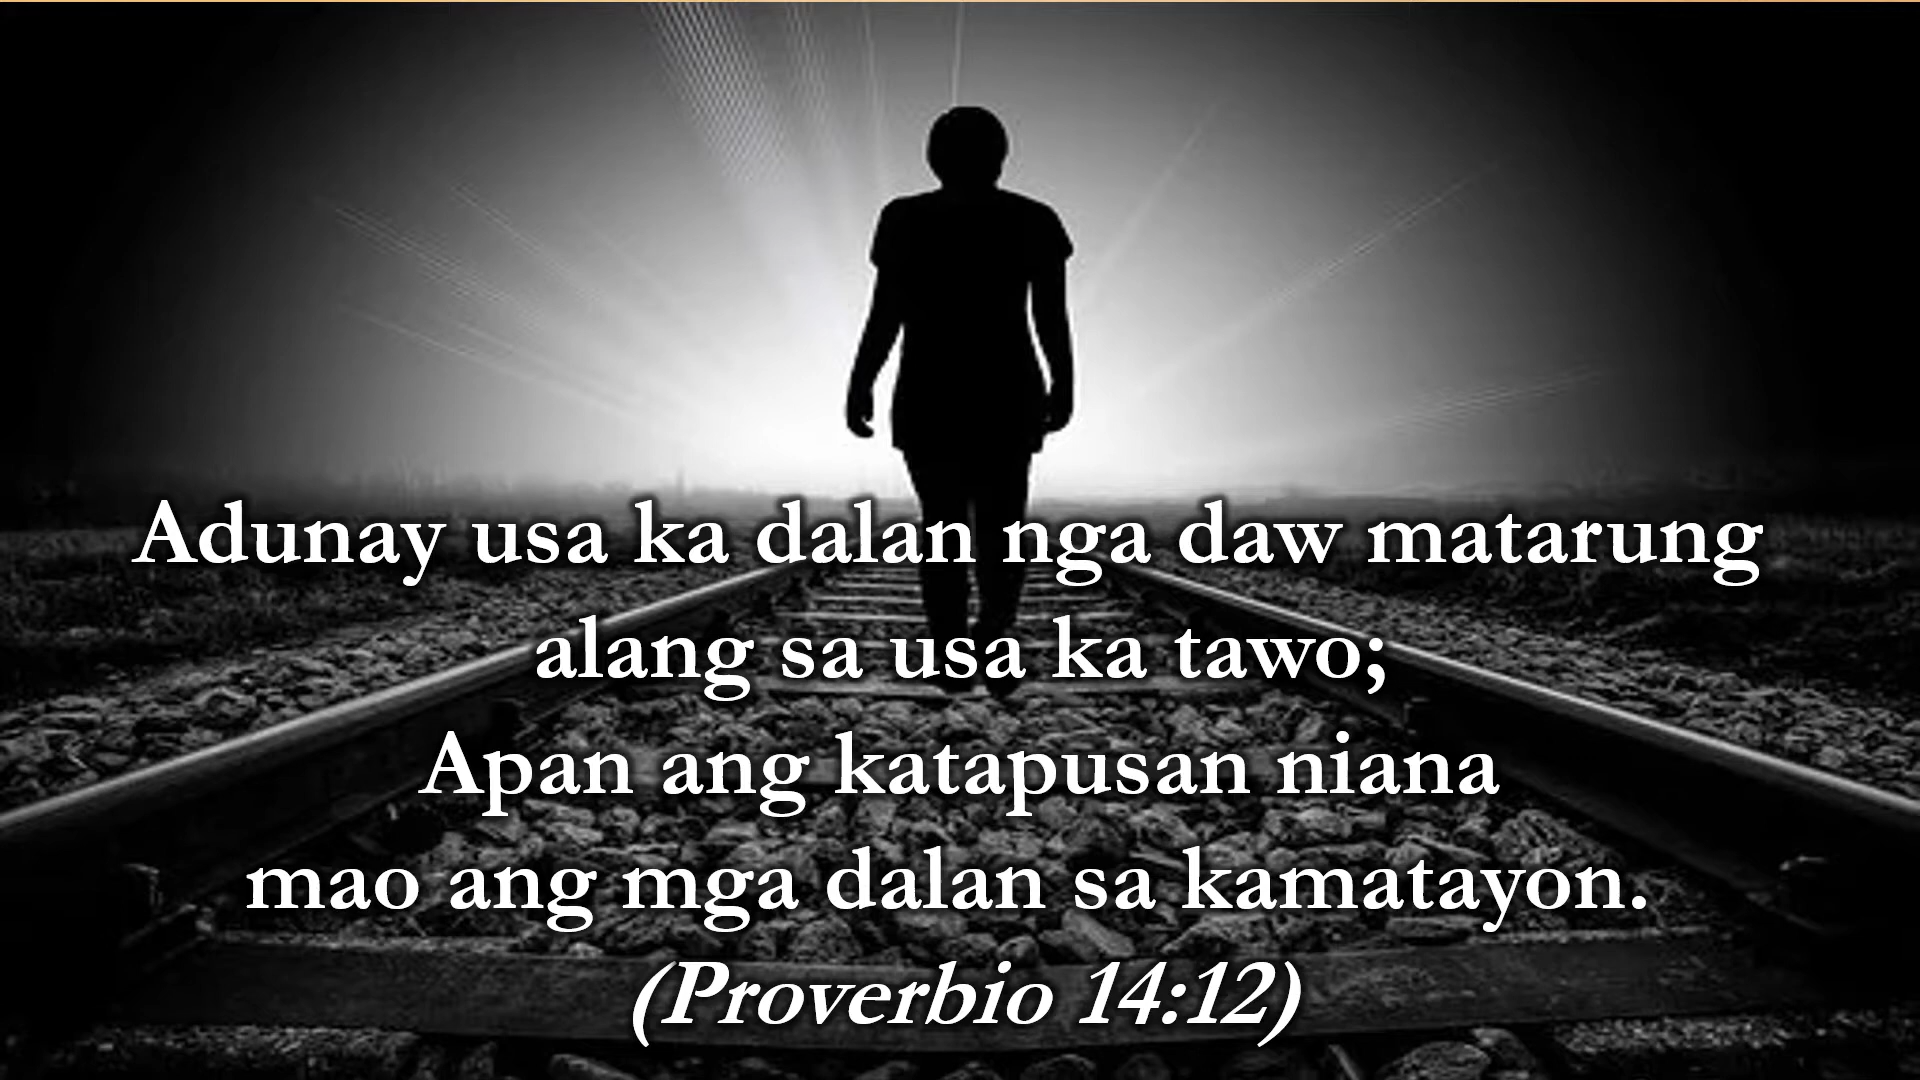 Adunay usa ka dalan nga daw matarung
alang sa usa ka tawo;
Apan ang katapusan niana
mao ang mga dalan sa kamatayon.
(Proverbio 14:12)